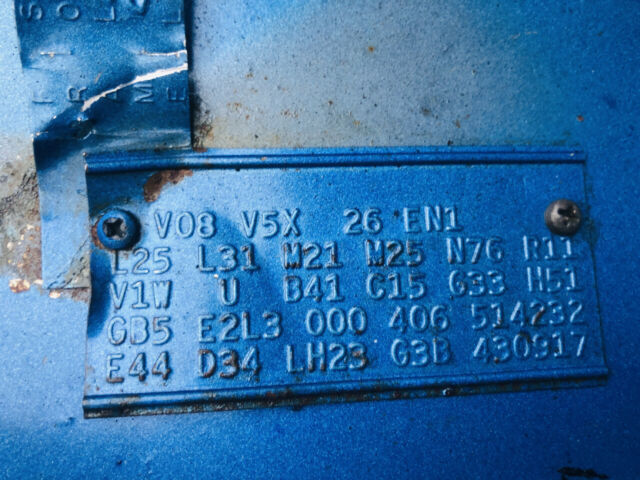 V08 V5X 26 EN1
L25 L31 M21 M25 N76 R11
V1W U B41 C15 G33 H51
GB5 E2L3 000 406 514232
E44 D34 LH23 G3B 430917